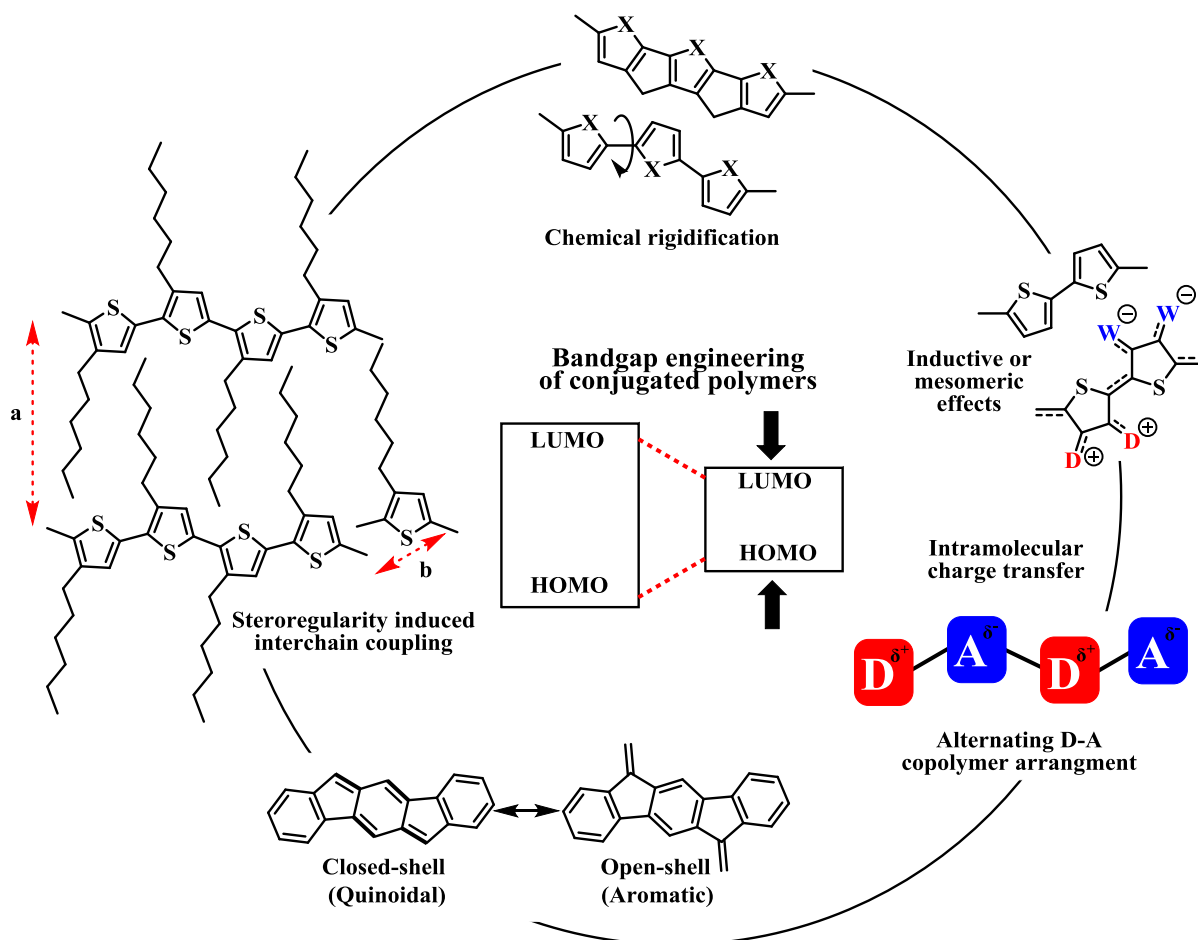 X
X
X
X
X
X
Chemical rigidification
S
S
S
S
a
S
S
S
S
S
b
Steroregularity induced
interchain coupling
Bandgap engineering
of conjugated polymers
LUMO
HOMO
LUMO
HOMO
S
S
W⁻
W⁻
S
S
D⊕
D⊕
Inductive or
mesomeric
effects
Intramolecular
charge transfer
D δ⁺
A δ⁻
D δ⁺
A δ⁻
Alternating D-A
copolymer arrangment
Closed-shell
(Quinoidal)
Open-shell
(Aromatic)